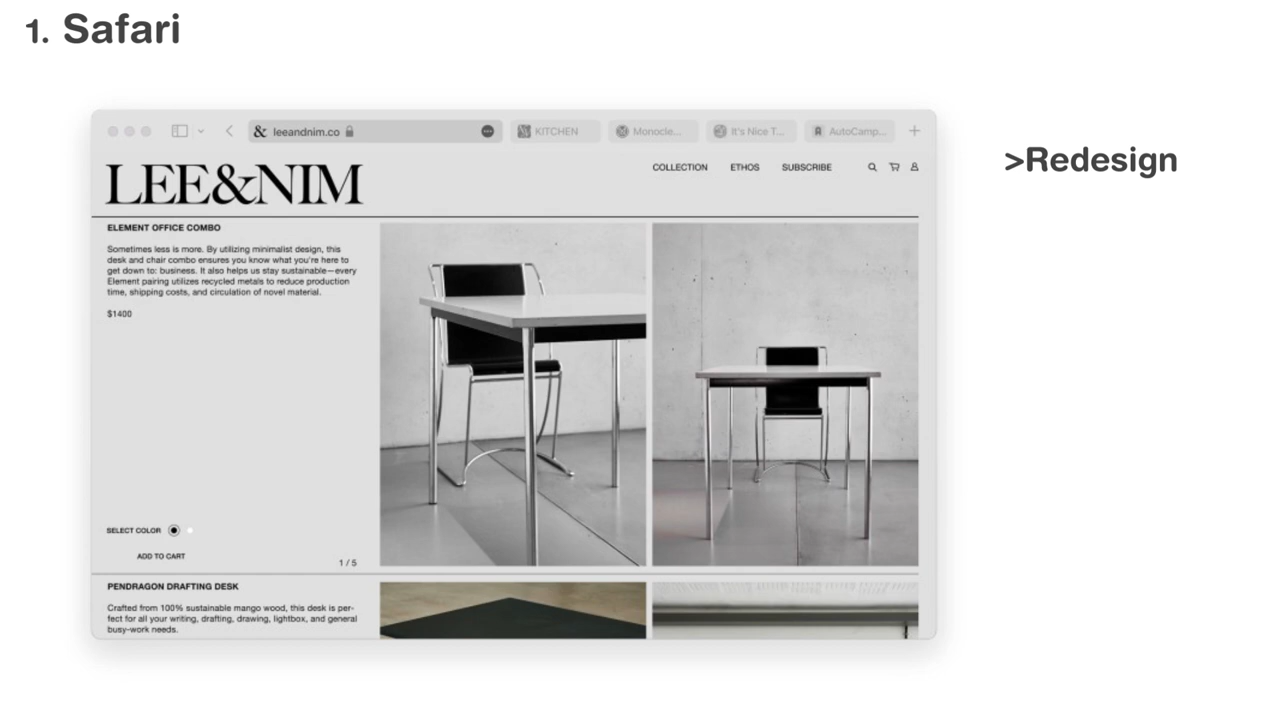 1. Safari
>Redesign
leeandnim.co
KITCHEN
Monocle...
It's Nice T...
AutoCamp...
LEE&NIM
COLLECTION
ETHOS
SUBSCRIBE
ELEMENT OFFICE COMBO
Sometimes less is more. By utilizing minimalist design, this
desk and chair combo ensures you know what you're here to
get down to: business. It also helps us stay sustainable—every
Element pairing utilizes recycled metals to reduce production
time, shipping costs, and circulation of novel material.
$1400
SELECT COLOR
ADD TO CART
1 / 5
PENDRAGON DRAFTING DESK
Crafted from 100% sustainable mango wood, this desk is per-
fect for all your writing, drafting, drawing, lightbox, and general
busy-work needs.